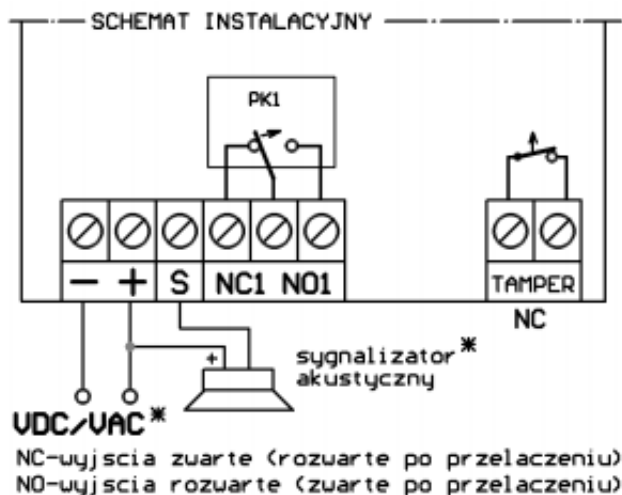 SCHEMAT INSTALACYJNY
PK1
− + S NC1 NO1
TAMPER
NC
+
sygnalizator*
akustyczny
VDC/VAC*
NC-wyjscia zwarte (rozwarte po przelaczeniu)
NO-wyjscia rozwarte (zwarte po przelaczeniu)